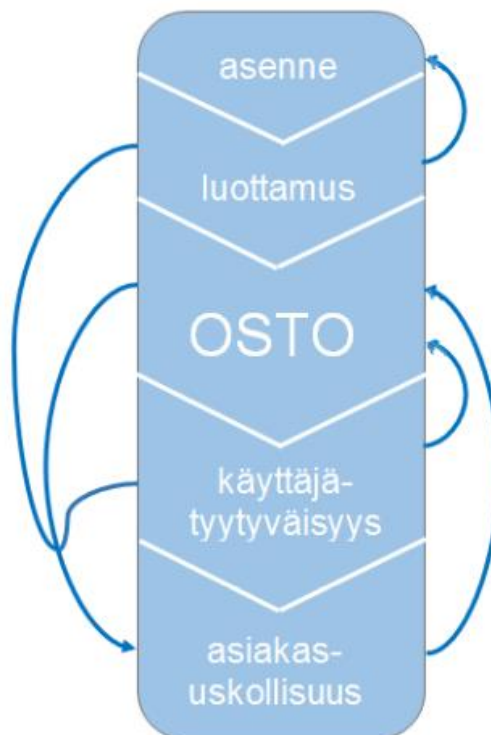 asenne
luottamus
OSTO
käyttäjä-
tyytyväisyys
asiakas-
uskollisuus